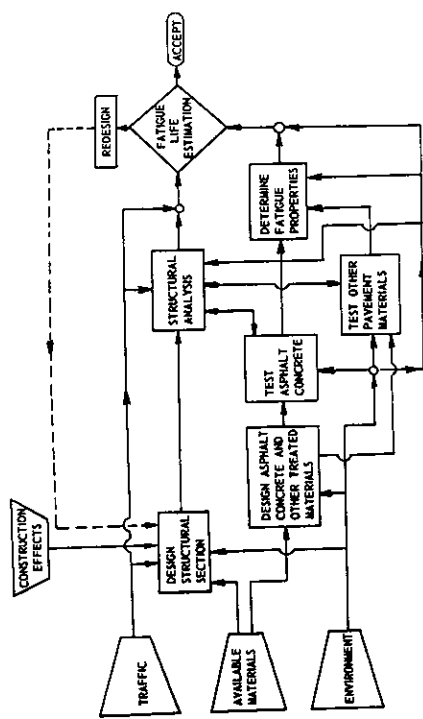 CONSTRUCTION
EFFECTS
TRAFFIC
AVAILABLE
MATERIALS
ENVIRONMENT
DESIGN
STRUCTURAL
SECTION
DESIGN ASPHALT
CONCRETE AND
OTHER TREATED
MATERIALS
TEST
ASPHALT
CONCRETE
STRUCTURAL
ANALYSIS
TEST OTHER
PAVEMENT
MATERIALS
DETERMINE
FATIGUE
PROPERTIES
REDESIGN
FATIGUE
LIFE
ESTIMATION
ACCEPT